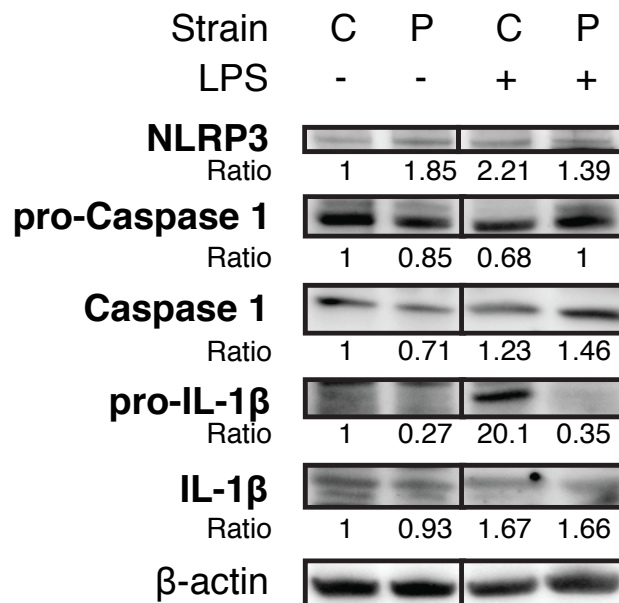 Strain C P C P
LPS - - + +
NLRP3
Ratio 1 1.85 2.21 1.39
pro-Caspase 1
Ratio 1 0.85 0.68 1
Caspase 1
Ratio 1 0.71 1.23 1.46
pro-IL-1β
Ratio 1 0.27 20.1 0.35
IL-1β
Ratio 1 0.93 1.67 1.66
β-actin